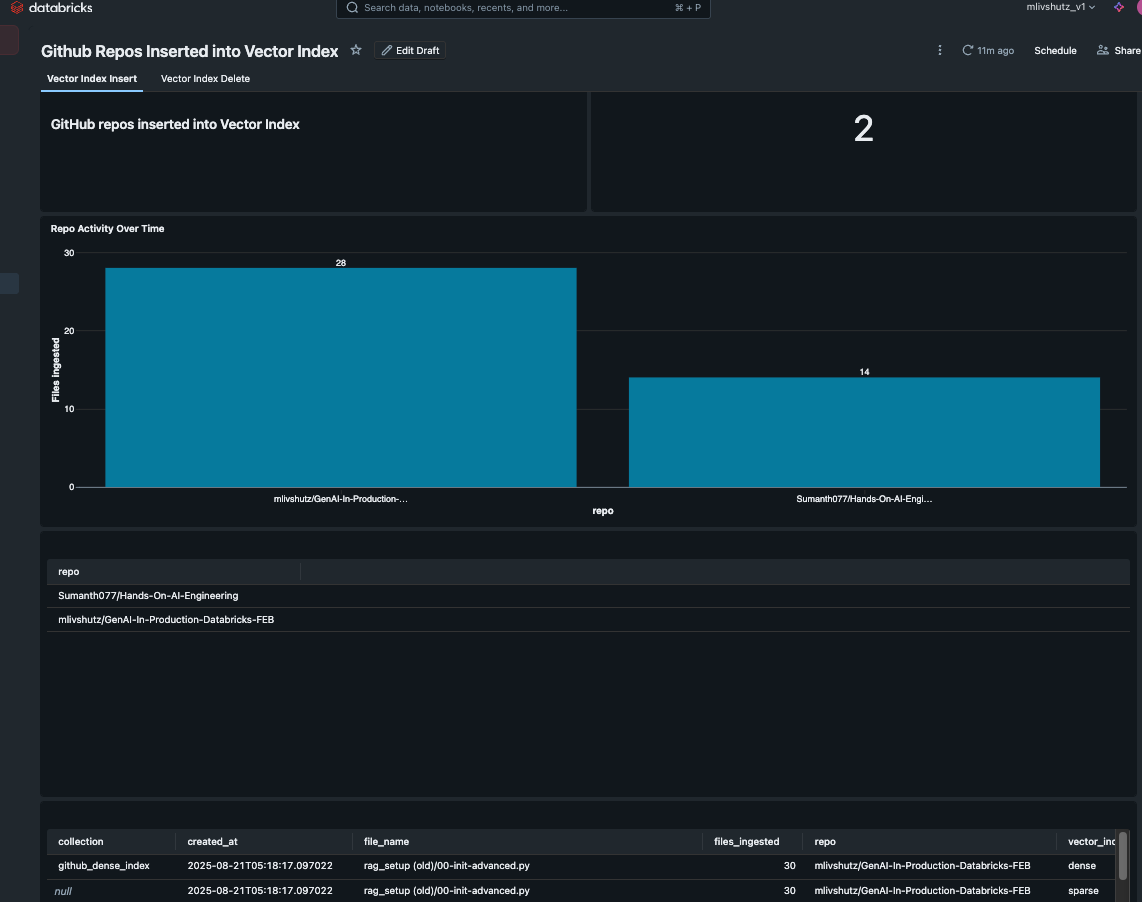 databricks
Search data, notebooks, recents, and more... ⌘ + P
mlivshutz_v1
Github Repos Inserted into Vector Index
Edit Draft
11m ago
Schedule
Share
Vector Index Insert Vector Index Delete
GitHub repos inserted into Vector Index
2
Repo Activity Over Time
30
28
20
14
Files ingested
10
0
mlivshutz/GenAI-In-Production-... Sumanth077/Hands-On-AI-Engi...
repo
repo
Sumanth077/Hands-On-AI-Engineering
mlivshutz/GenAI-In-Production-Databricks-FEB
collection created_at file_name files_ingested repo vector_inc
github_dense_index 2025-08-21T05:18:17.097022 rag_setup (old)/00-init-advanced.py 30 mlivshutz/GenAI-In-Production-Databricks-FEB dense
null 2025-08-21T05:18:17.097022 rag_setup (old)/00-init-advanced.py 30 mlivshutz/GenAI-In-Production-Databricks-FEB sparse